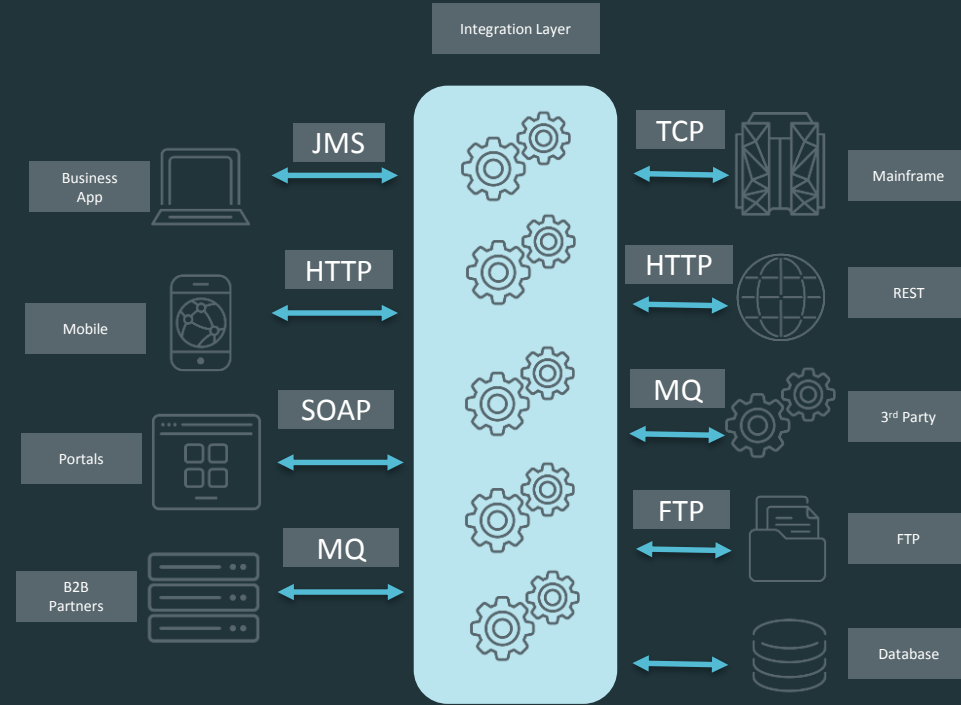 Integration Layer
JMS
TCP
Business
App
Mainframe
HTTP
HTTP
REST
Mobile
MQ
SOAP
3rd Party
Portals
FTP
MQ
FTP
B2B
Partners
Database